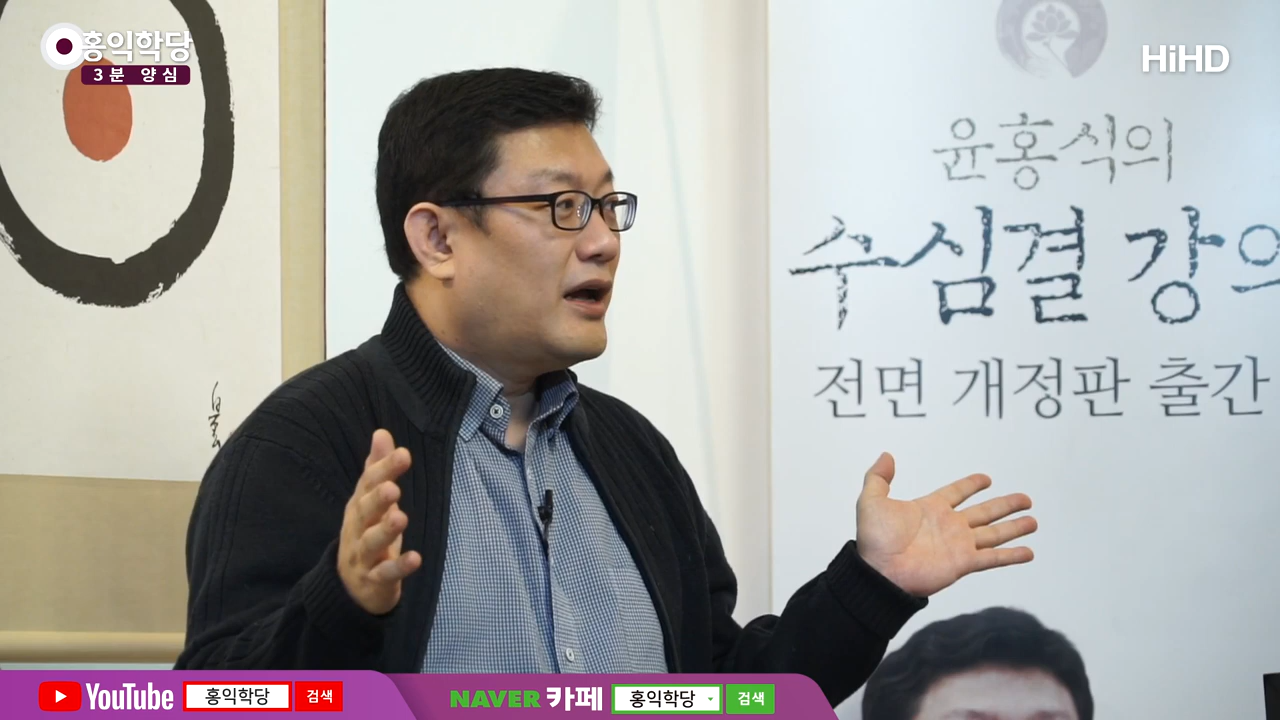 홍익학당
3분 양심
HiHD
윤홍식의
수심결 강의
전면 개정판 출간
YouTube 홍익학당 검색
NAVER 카페 홍익학당 검색